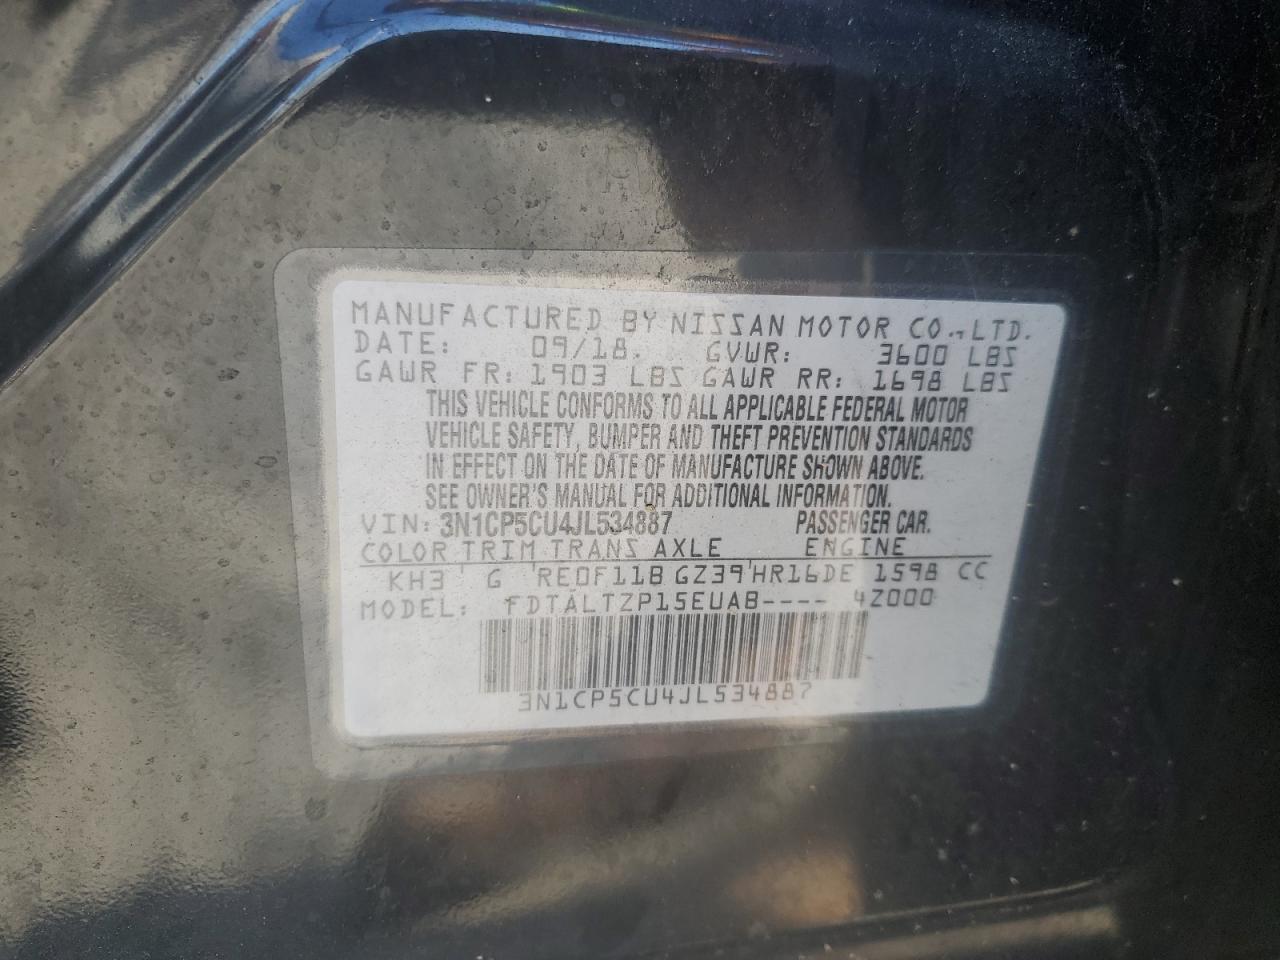 MANUFACTURED BY NISSAN MOTOR CO.,LTD.
DATE: 09/18. GVWR: 3600 LBS
GAWR FR: 1903 LBS GAWR RR: 1698 LBS
THIS VEHICLE CONFORMS TO ALL APPLICABLE FEDERAL MOTOR
VEHICLE SAFETY, BUMPER AND THEFT PREVENTION STANDARDS
IN EFFECT ON THE DATE OF MANUFACTURE SHOWN ABOVE.
SEE OWNER'S MANUAL FOR ADDITIONAL INFORMATION.
VIN: 3N1CP5CU4JL534887 PASSENGER CAR.
COLOR TRIM TRANS AXLE ENGINE
KH3 G RE0F11B GZ39 HR16DE 1598 CC
MODEL: FDTALTZP15EUAB---- 4Z000
3N1CP5CU4JL534887